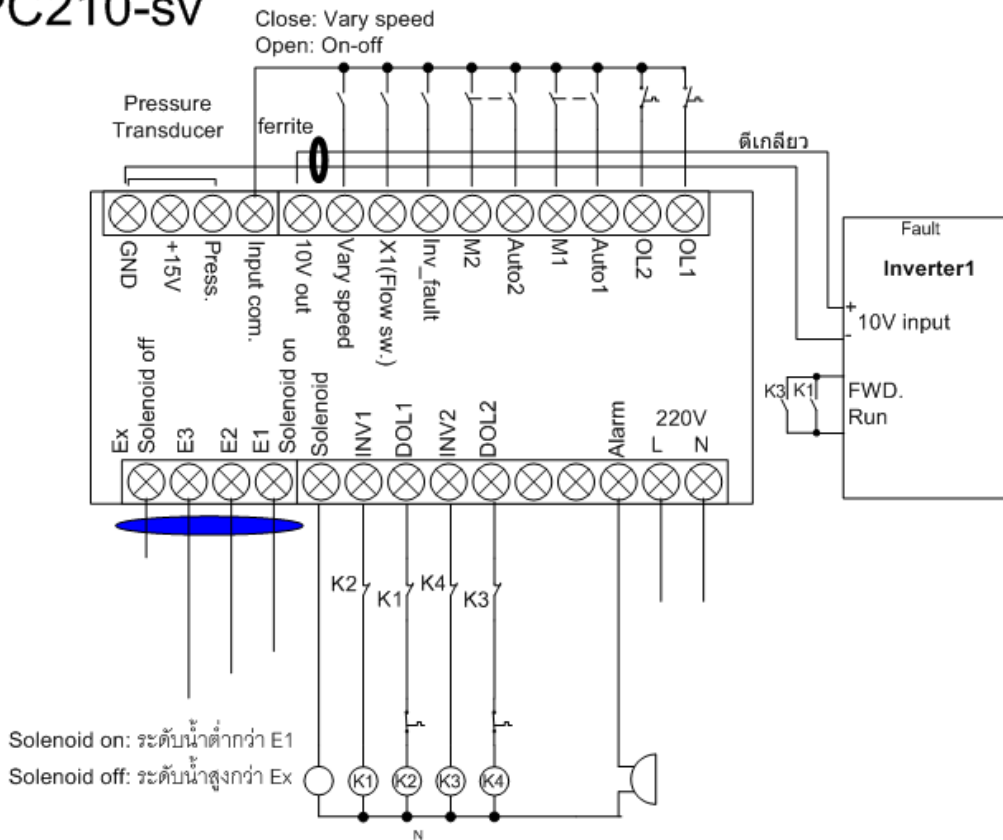 PC210-sv
Close: Vary speed
Open: On-off
Pressure
Transducer
ferrite
ตีเกลียว
GND
+15V
Press.
Input com.
10V out
Vary speed
X1(Flow sw.)
Inv_fault
M2
Auto2
M1
Auto1
OL2
OL1
Fault
Inverter1
+
10V input
-
K3
K1
FWD.
Run
Ex
Solenoid off
E3
E2
E1
Solenoid on
Solenoid
INV1
DOL1
INV2
DOL2
Alarm
220V
L
N
K2
K1
K4
K3
Solenoid on: ระดับน้ำต่ำกว่า E1
Solenoid off: ระดับน้ำสูงกว่า Ex
K1
K2
K3
K4
N